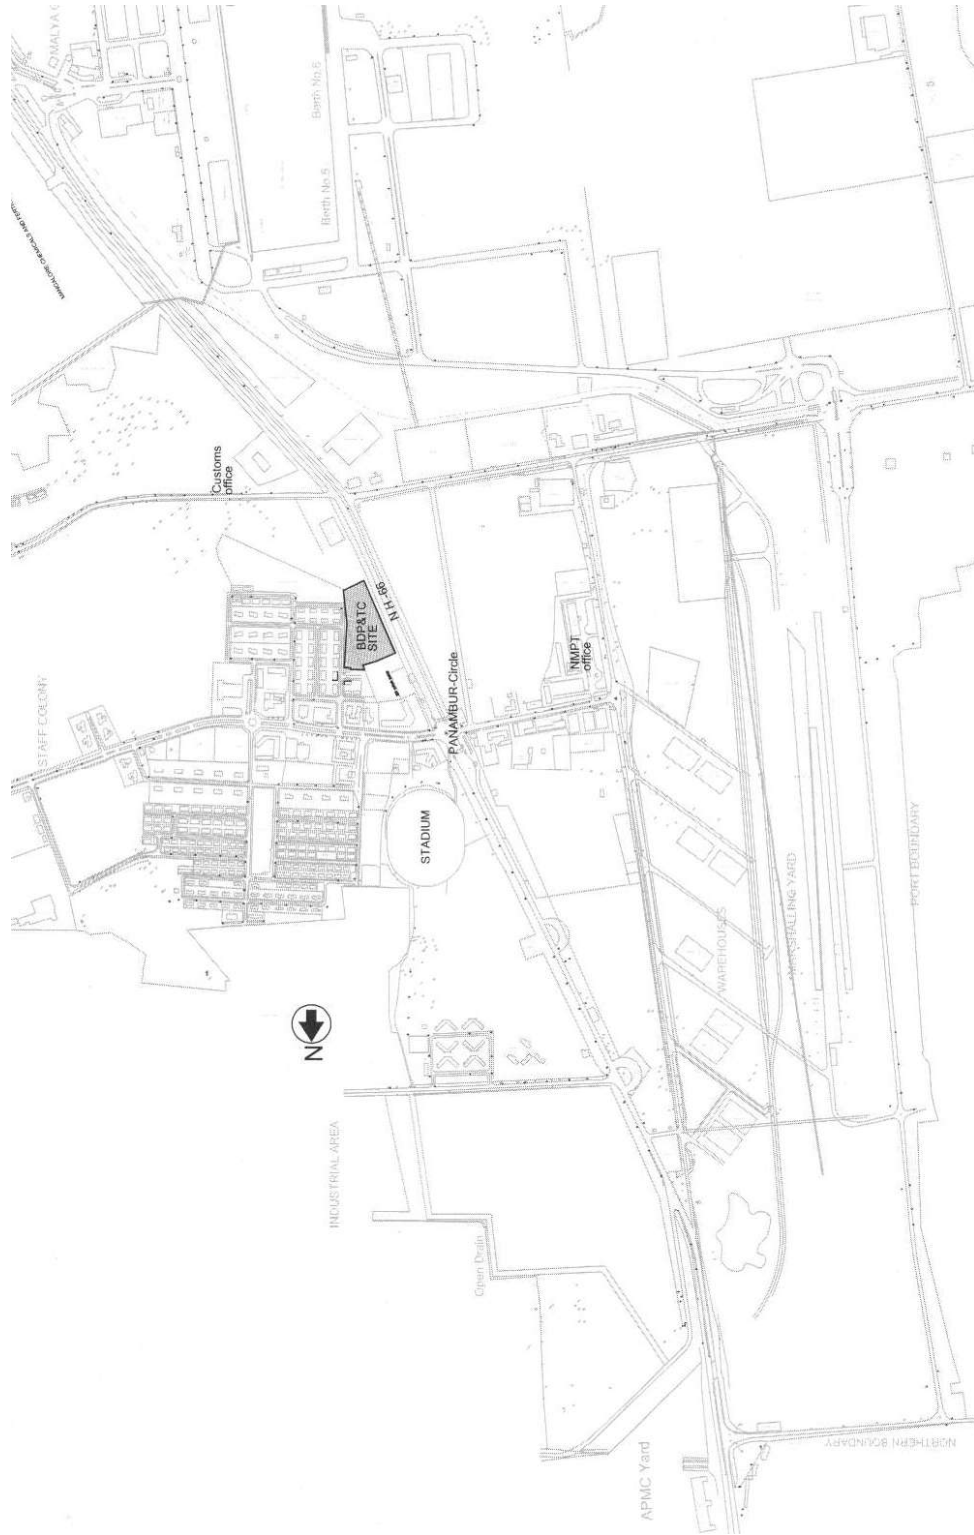 Berth No.6
Berth No.5
Customs
office
BDP&TC
SITE
N H -66
STAFF COLONY
PANAMBUR-Circle
NMPT
office
STADIUM
WAREHOUSES
MARSHALLING YARD
PORT BOUNDARY
N
INDUSTRIAL AREA
Open Drain
APMC Yard
NORTHERN BOUNDARY